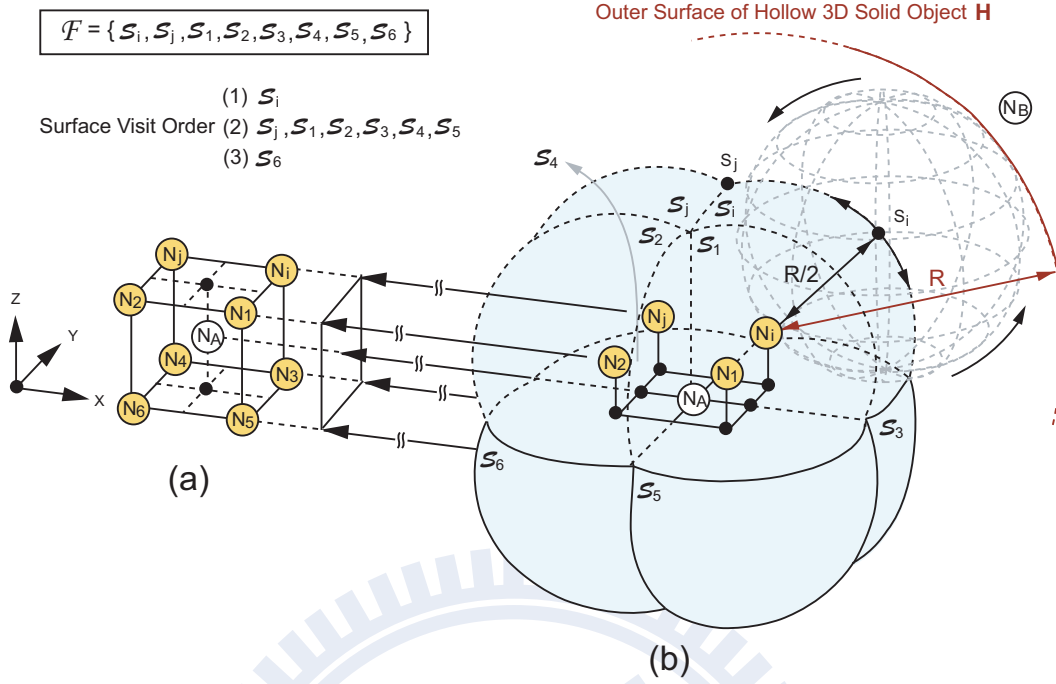 Outer Surface of Hollow 3D Solid Object H
ℱ = { 𝓢i, 𝓢j, 𝓢1, 𝓢2, 𝓢3, 𝓢4, 𝓢5, 𝓢6 }
(1) 𝓢i
Surface Visit Order (2) 𝓢j, 𝓢1, 𝓢2, 𝓢3, 𝓢4, 𝓢5
(3) 𝓢6
NB
𝓢4
Sj
𝓢j
𝓢i
Si
𝓢2
𝓢1
R/2
R
Nj
Ni
N2
N1
NA
N4
N3
N6
N5
Z
Y
X
Nj
Ni
N2
N1
NA
𝓢3
𝓢6
𝓢5
(a)
(b)